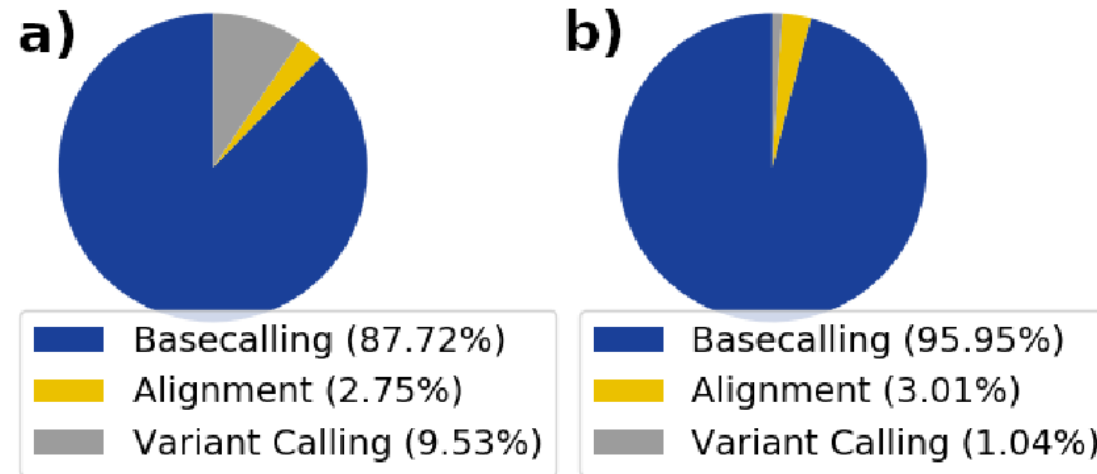 a)
Basecalling (87.72%)
Alignment (2.75%)
Variant Calling (9.53%)
b)
Basecalling (95.95%)
Alignment (3.01%)
Variant Calling (1.04%)